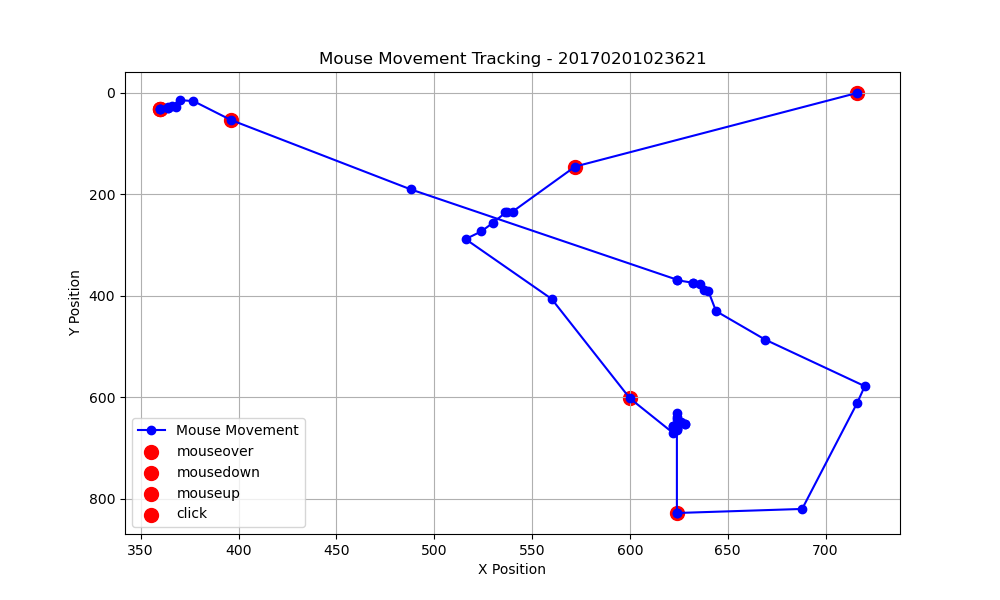 Mouse Movement Tracking - 20170201023621
Y Position
0
200
400
600
800
Mouse Movement
mouseover
mousedown
mouseup
click
350 400 450 500 550 600 650 700
X Position